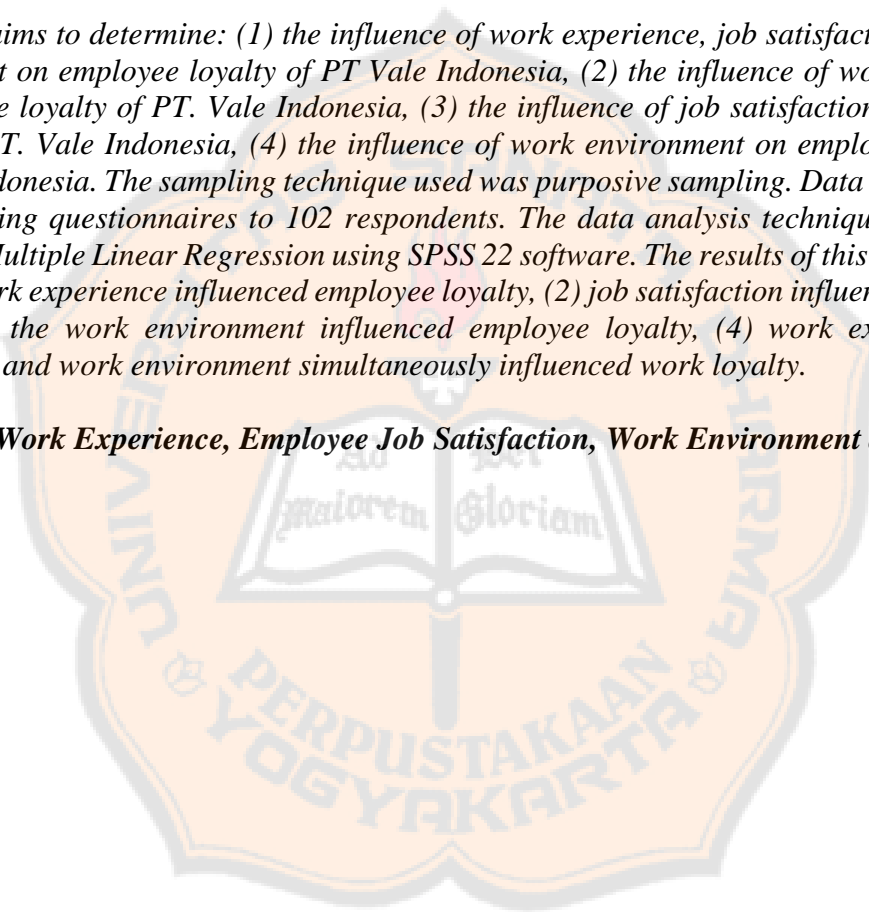 aims to determine: (1) the influence of work experience, job satisfact
t on employee loyalty of PT Vale Indonesia, (2) the influence of wo
e loyalty of PT. Vale Indonesia, (3) the influence of job satisfaction
T. Vale Indonesia, (4) the influence of work environment on emplo
donesia. The sampling technique used was purposive sampling. Data
ing questionnaires to 102 respondents. The data analysis techniqu
Multiple Linear Regression using SPSS 22 software. The results of this
rk experience influenced employee loyalty, (2) job satisfaction influen
the work environment influenced employee loyalty, (4) work ex
and work environment simultaneously influenced work loyalty.
Work Experience, Employee Job Satisfaction, Work Environment
UNIVERSITAS SANATA DHARMA
Ad Dei
Maiorem Gloriam
PERPUSTAKAAN
YOGYAKARTA